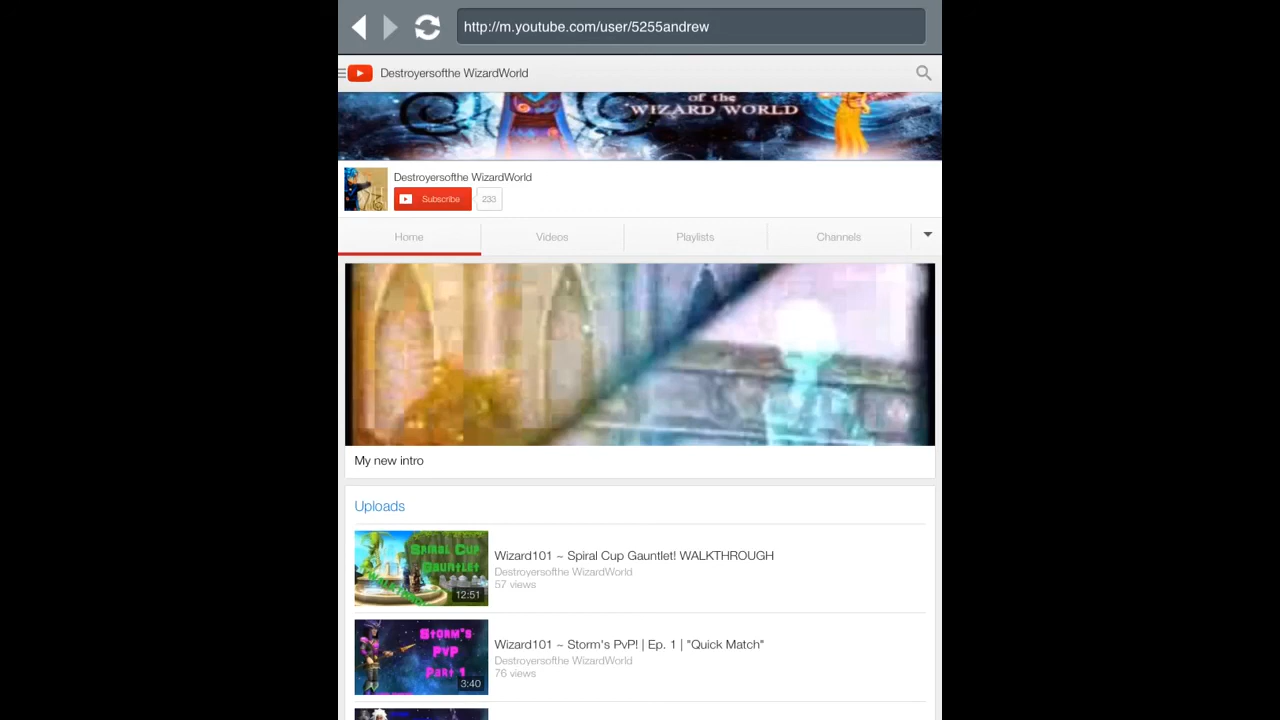 http://m.youtube.com/user/5255andrew
Destroyersofthe WizardWorld
of the
WIZARD WORLD
Destroyersofthe WizardWorld
Subscribe 233
Home Videos Playlists Channels
My new intro
Uploads
Spiral Cup
Gauntlet
12:51
Wizard101 ~ Spiral Cup Gauntlet! WALKTHROUGH
Destroyersofthe WizardWorld
57 views
Storm's
PvP
Part 1
3:40
Wizard101 ~ Storm's PvP! | Ep. 1 | "Quick Match"
Destroyersofthe WizardWorld
76 views